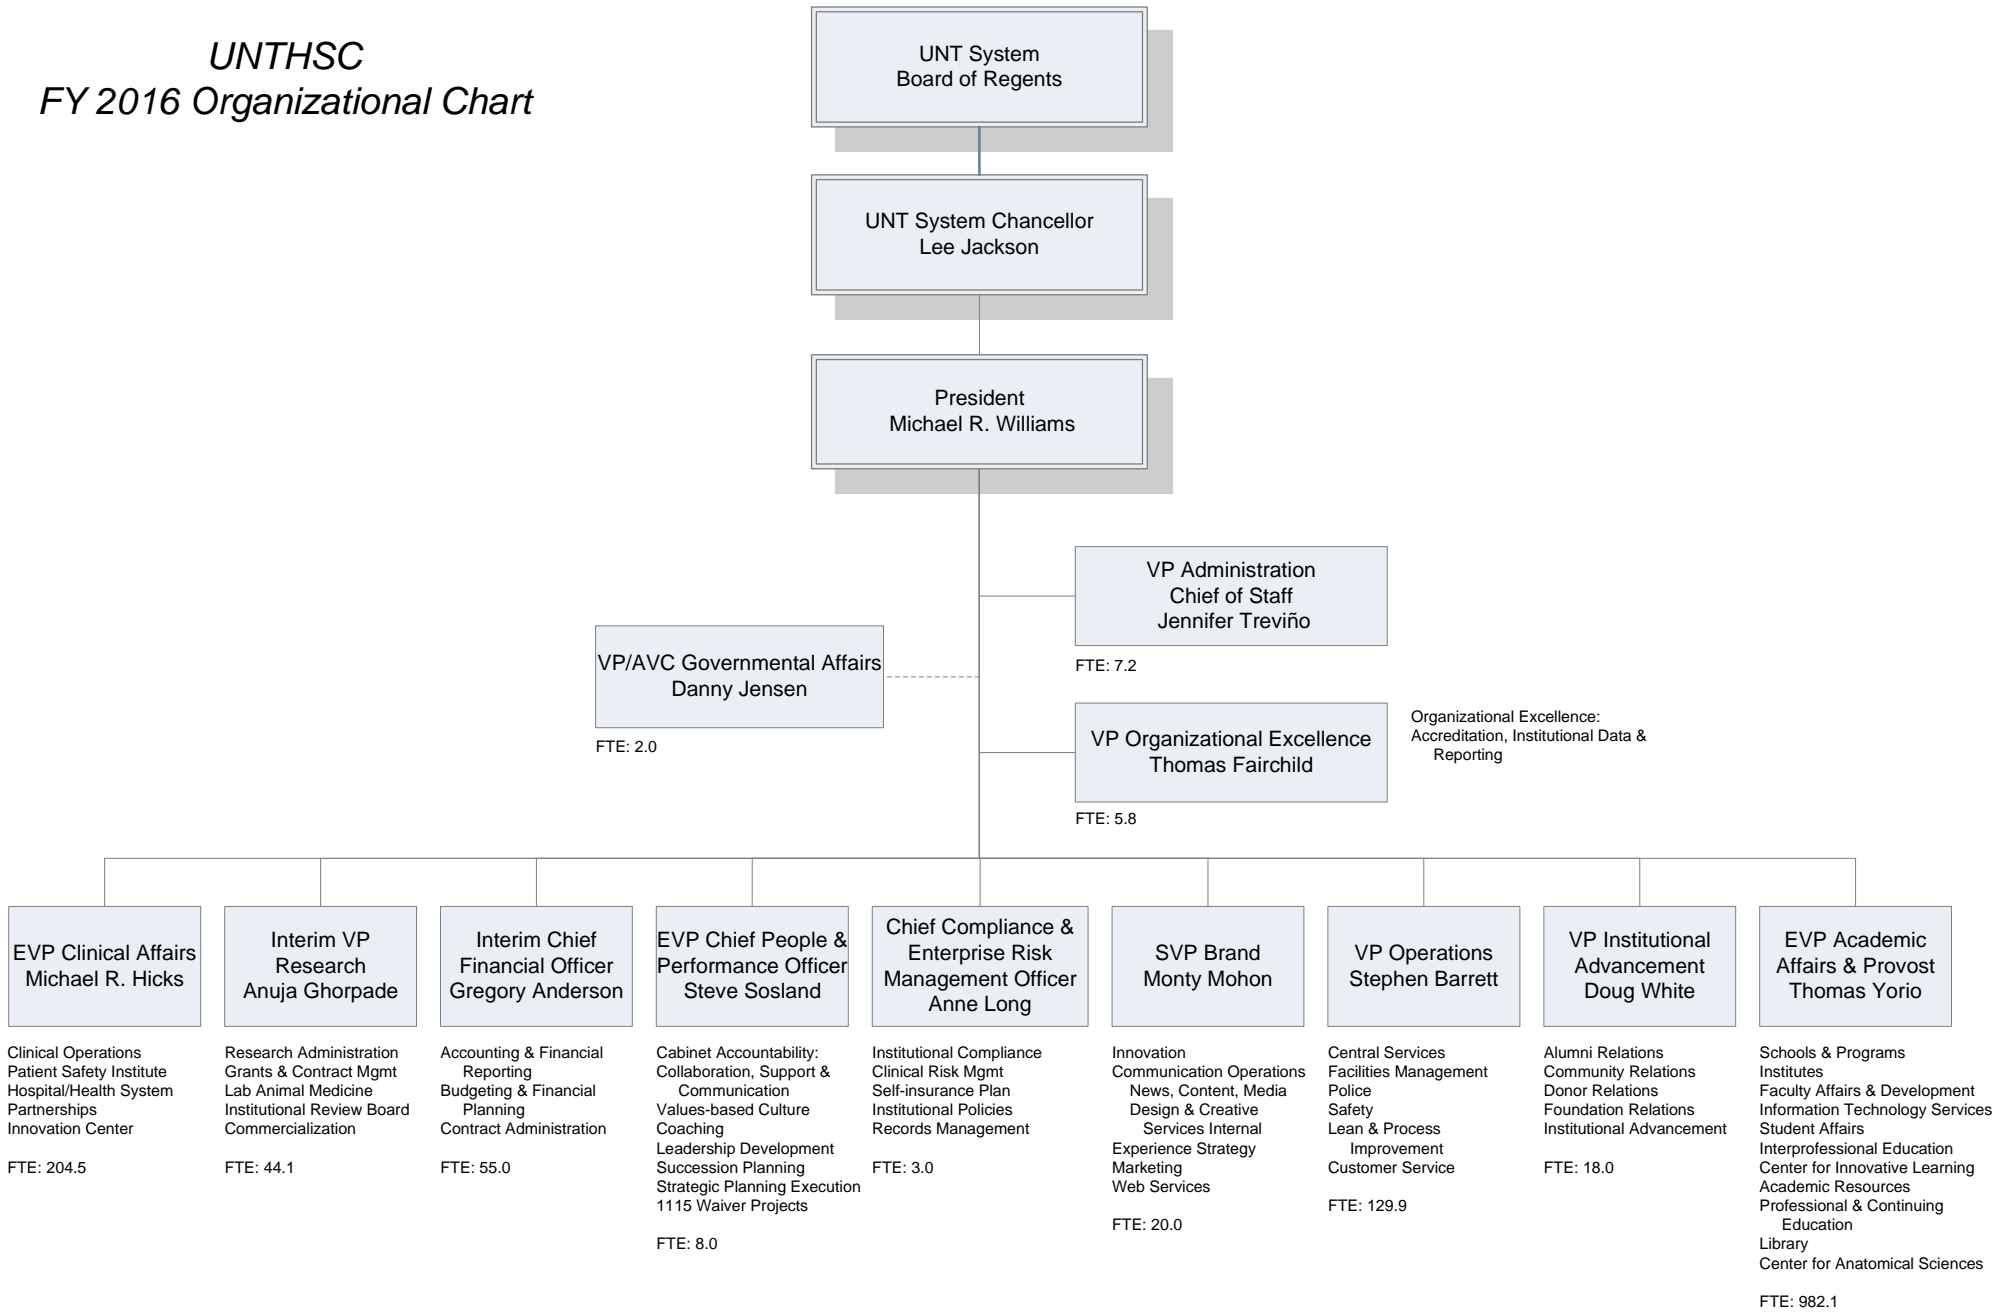 UNTHSC
FY 2016 Organizational Chart
UNT System
Board of Regents
UNT System Chancellor
Lee Jackson
President
Michael R. Williams
VP Administration
Chief of Staff
Jennifer Treviño
FTE: 7.2
VP/AVC Governmental Affairs
Danny Jensen
FTE: 2.0
VP Organizational Excellence
Thomas Fairchild
FTE: 5.8
Organizational Excellence:
Accreditation, Institutional Data &
Reporting
EVP Clinical Affairs
Michael R. Hicks
Clinical Operations
Patient Safety Institute
Hospital/Health System
Partnerships
Innovation Center
FTE: 204.5
Interim VP
Research
Anuja Ghorpade
Research Administration
Grants & Contract Mgmt
Lab Animal Medicine
Institutional Review Board
Commercialization
FTE: 44.1
Interim Chief
Financial Officer
Gregory Anderson
Accounting & Financial
Reporting
Budgeting & Financial
Planning
Contract Administration
FTE: 55.0
EVP Chief People &
Performance Officer
Steve Sosland
Cabinet Accountability:
Collaboration, Support &
Communication
Values-based Culture
Coaching
Leadership Development
Succession Planning
Strategic Planning Execution
1115 Waiver Projects
FTE: 8.0
Chief Compliance &
Enterprise Risk
Management Officer
Anne Long
Institutional Compliance
Clinical Risk Mgmt
Self-insurance Plan
Institutional Policies
Records Management
FTE: 3.0
SVP Brand
Monty Mohon
Innovation
Communication Operations
News, Content, Media
Design & Creative
Services Internal
Experience Strategy
Marketing
Web Services
FTE: 20.0
VP Operations
Stephen Barrett
Central Services
Facilities Management
Police
Safety
Lean & Process
Improvement
Customer Service
FTE: 129.9
VP Institutional
Advancement
Doug White
Alumni Relations
Community Relations
Donor Relations
Foundation Relations
Institutional Advancement
FTE: 18.0
EVP Academic
Affairs & Provost
Thomas Yorio
Schools & Programs
Institutes
Faculty Affairs & Development
Information Technology Services
Student Affairs
Interprofessional Education
Center for Innovative Learning
Academic Resources
Professional & Continuing
Education
Library
Center for Anatomical Sciences
FTE: 982.1